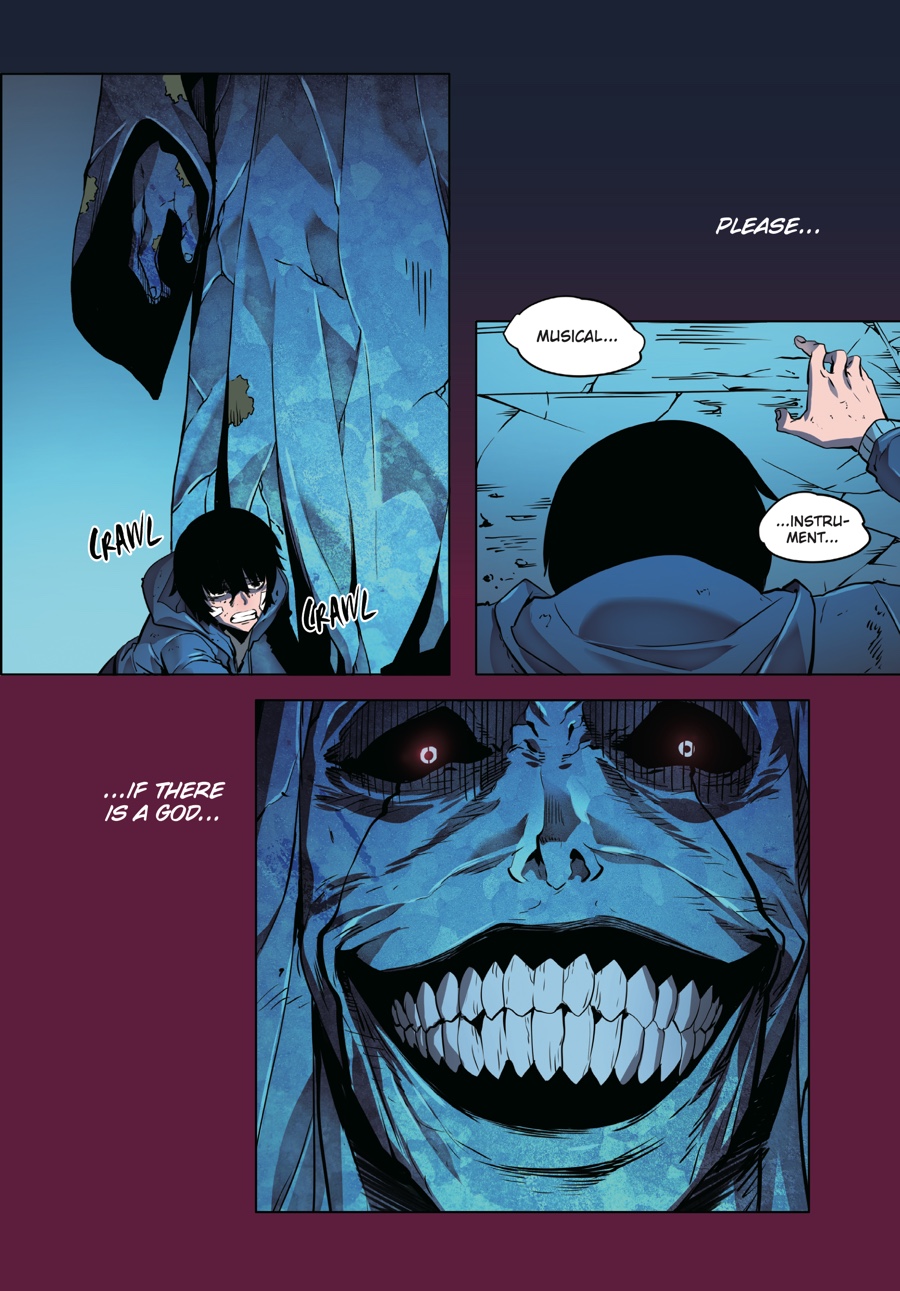 CRAWL
CRAWL
PLEASE...
MUSICAL...
...INSTRU-
MENT...
...IF THERE
IS A GOD...